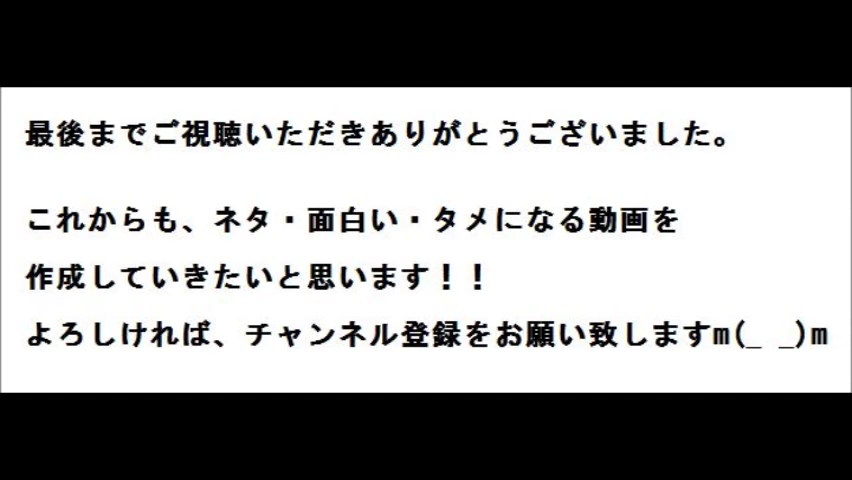 最後までご視聴いただきありがとうございました。
これからも、ネタ・面白い・タメになる動画を
作成していきたいと思います！！
よろしければ、チャンネル登録をお願い致しますm(_ _)m